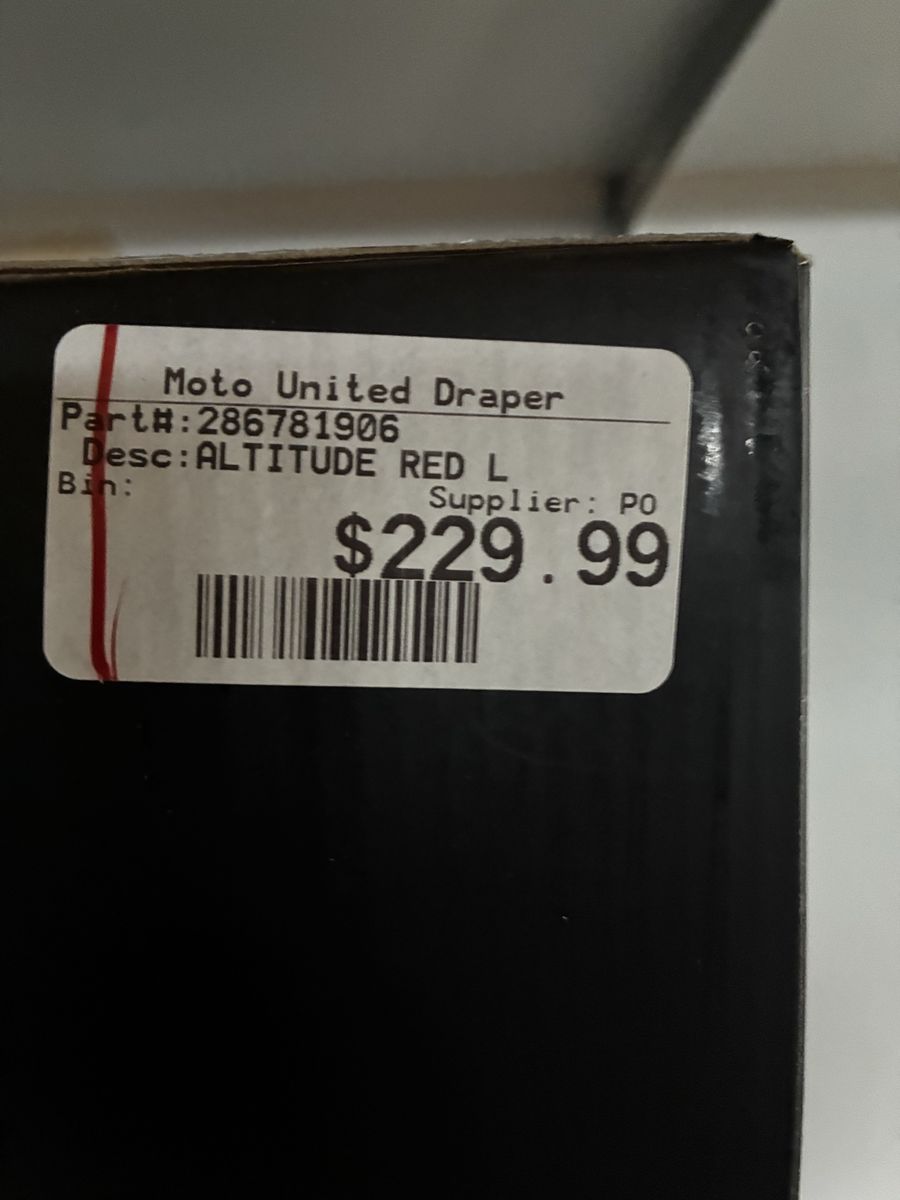 Moto United Draper
Part#:286781906
Desc:ALTITUDE RED L
Bin:
Supplier: PO
$229.99